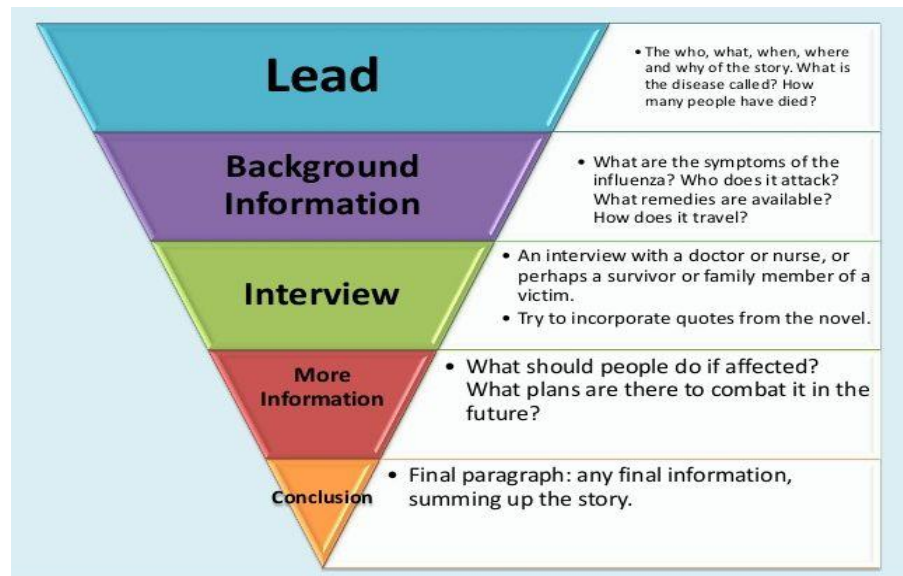 Lead
• The who, what, when, where
and why of the story. What is
the disease called? How
many people have died?
Background
Information
• What are the symptoms of the
influenza? Who does it attack?
What remedies are available?
How does it travel?
Interview
• An interview with a doctor or nurse, or
perhaps a survivor or family member of a
victim.
• Try to incorporate quotes from the novel.
More
Information
• What should people do if affected?
What plans are there to combat it in the
future?
Conclusion
• Final paragraph: any final information,
summing up the story.